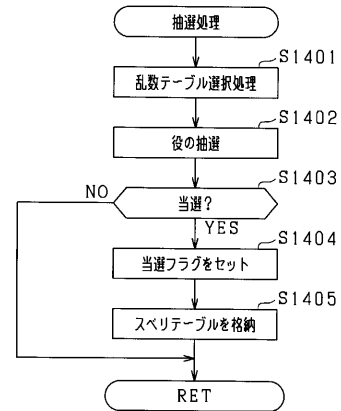 抽選処理
S1401
乱数テーブル選択処理
S1402
役の抽選
S1403
当選?
NO
YES
S1404
当選フラグをセット
S1405
スベリテーブルを格納
RET